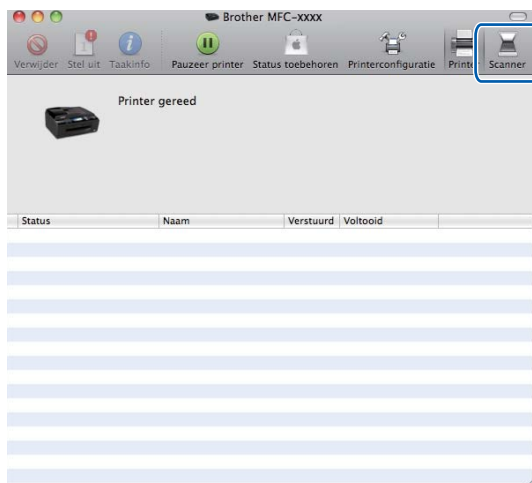 Brother MFC-XXXX
Verwijder Stel uit Taakinfo Pauzeer printer Status toebehoren Printerconfiguratie Printer Scanner
Printer gereed
Status Naam Verstuurd Voltooid